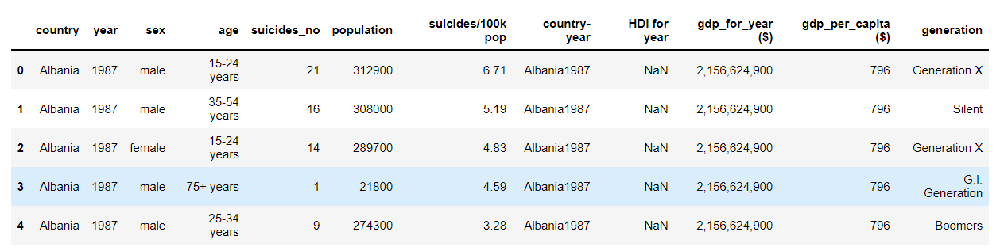 country year sex age suicides_no population suicides/100k pop country-year HDI for year gdp_for_year ($) gdp_per_capita ($) generation
0 Albania 1987 male 15-24 years 21 312900 6.71 Albania1987 NaN 2,156,624,900 796 Generation X
1 Albania 1987 male 35-54 years 16 308000 5.19 Albania1987 NaN 2,156,624,900 796 Silent
2 Albania 1987 female 15-24 years 14 289700 4.83 Albania1987 NaN 2,156,624,900 796 Generation X
3 Albania 1987 male 75+ years 1 21800 4.59 Albania1987 NaN 2,156,624,900 796 G.I. Generation
4 Albania 1987 male 25-34 years 9 274300 3.28 Albania1987 NaN 2,156,624,900 796 Boomers